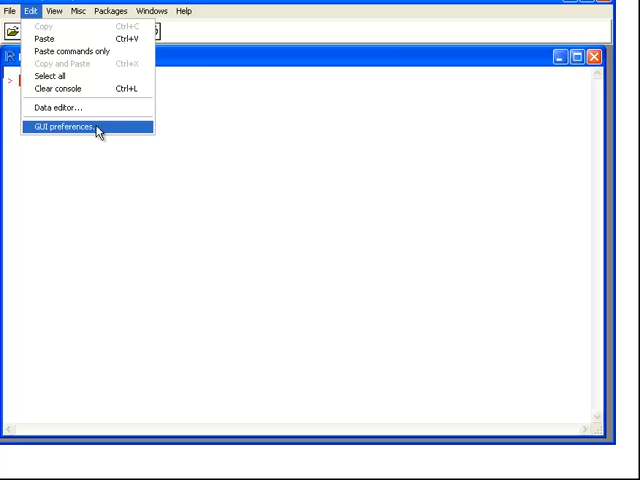 File Edit View Misc Packages Windows Help
Copy Ctrl+C
Paste Ctrl+V
Paste commands only
Copy and Paste Ctrl+X
Select all
Clear console Ctrl+L
Data editor...
GUI preferences...
R
>